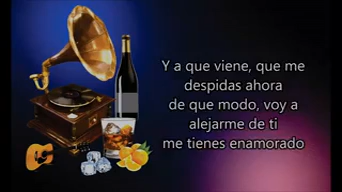 Y a que viene, que me
despidas ahora
de que modo, voy a
alejarme de ti
me tienes enamorado